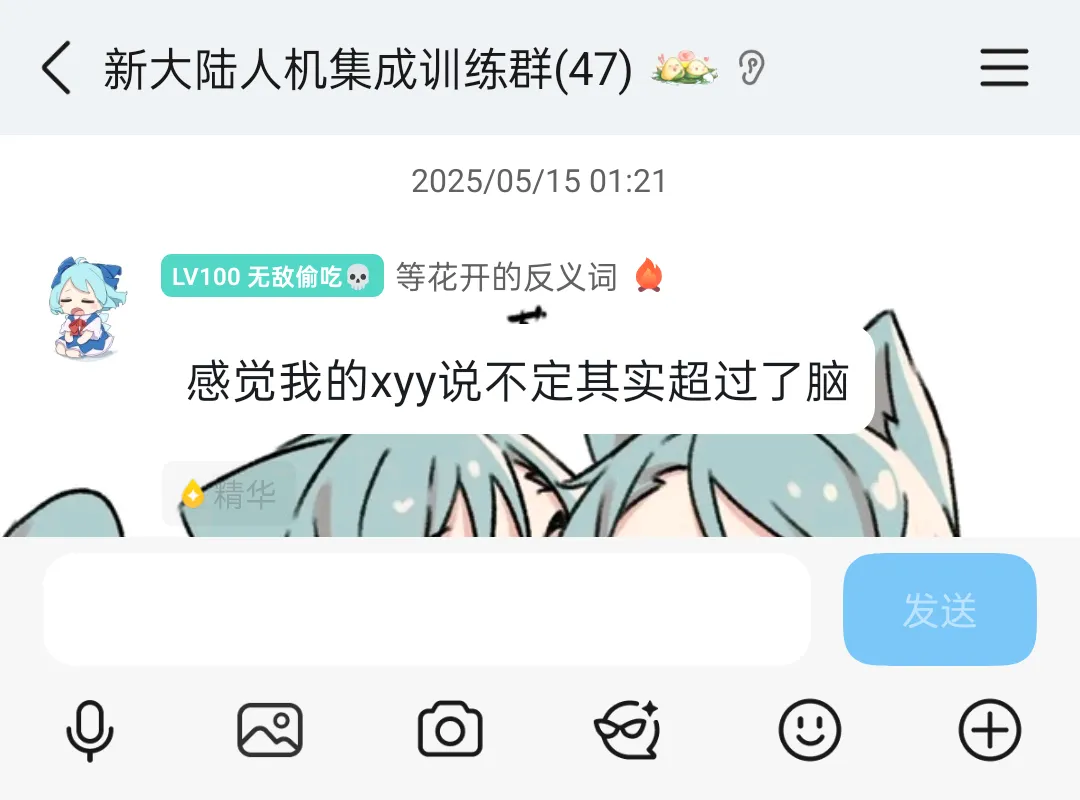 新大陆人机集成训练群(47)
2025/05/15 01:21
LV100 无敌偷吃💀 等花开的反义词
感觉我的xyy说不定其实超过了脑
精华
发送